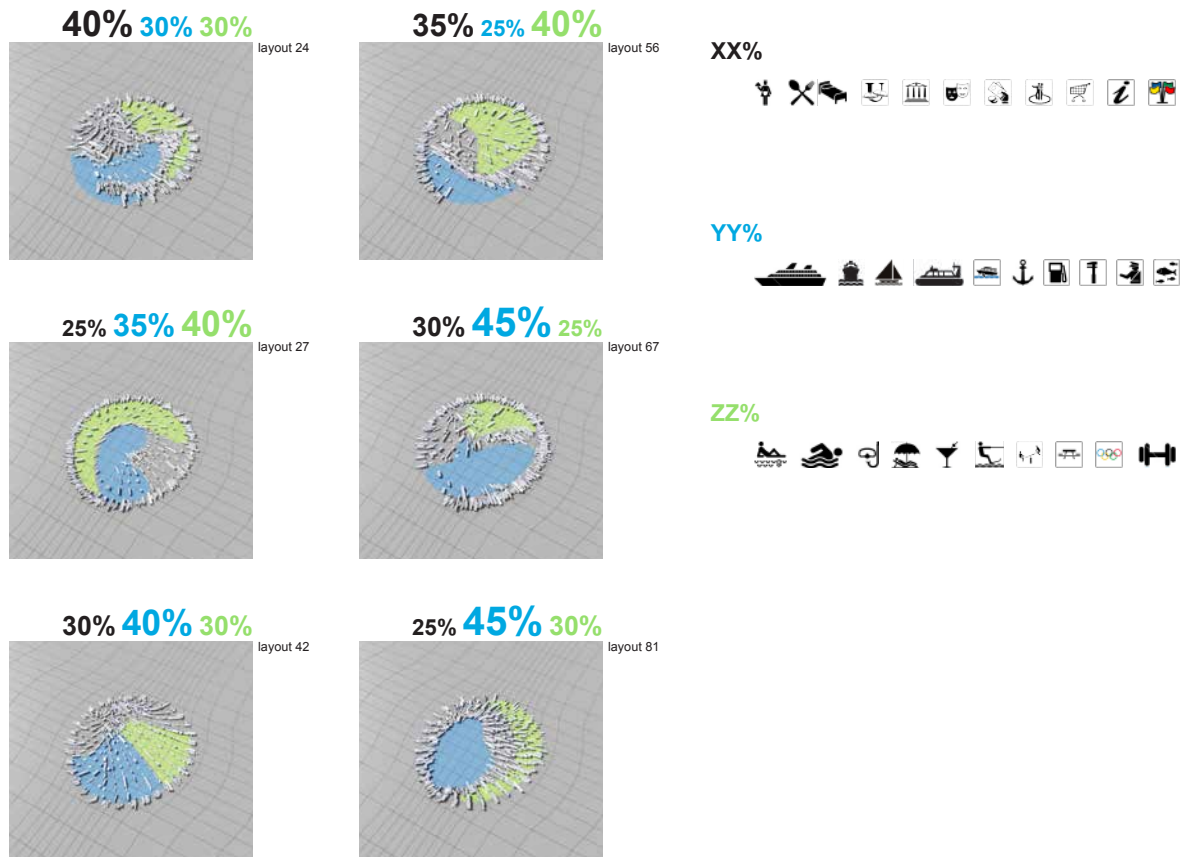 40% 30% 30%
layout 24
35% 25% 40%
layout 56
XX%
i
YY%
25% 35% 40%
layout 27
30% 45% 25%
layout 67
ZZ%
30% 40% 30%
layout 42
25% 45% 30%
layout 81